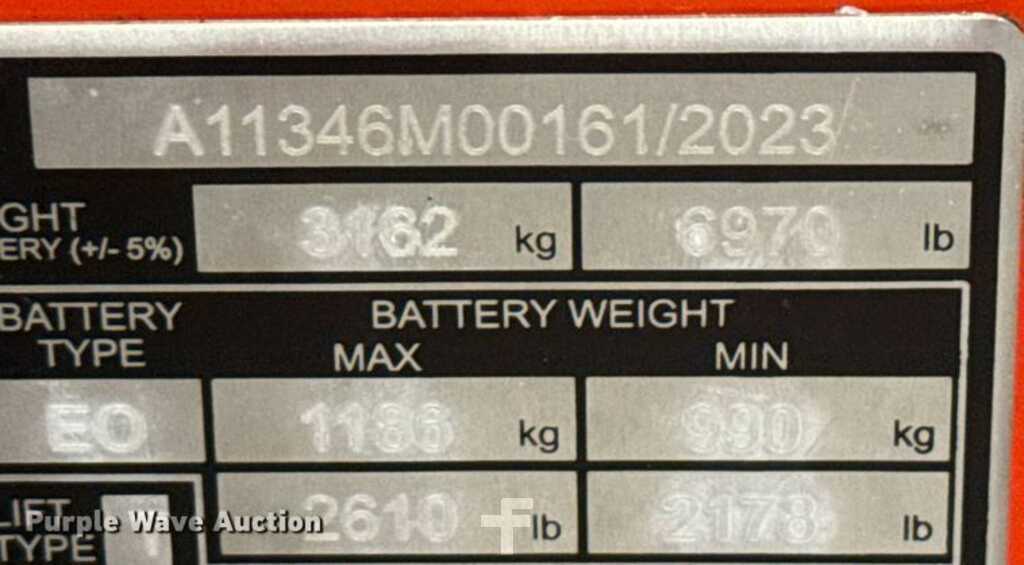 A11346M00161/2023
GHT
ERY (+/- 5%)
3162 kg
6970 lb
BATTERY TYPE
BATTERY WEIGHT
MAX
MIN
EO
1186 kg
990 kg
LIFT TYPE
2610 lb
2178 lb
Purple Wave Auction